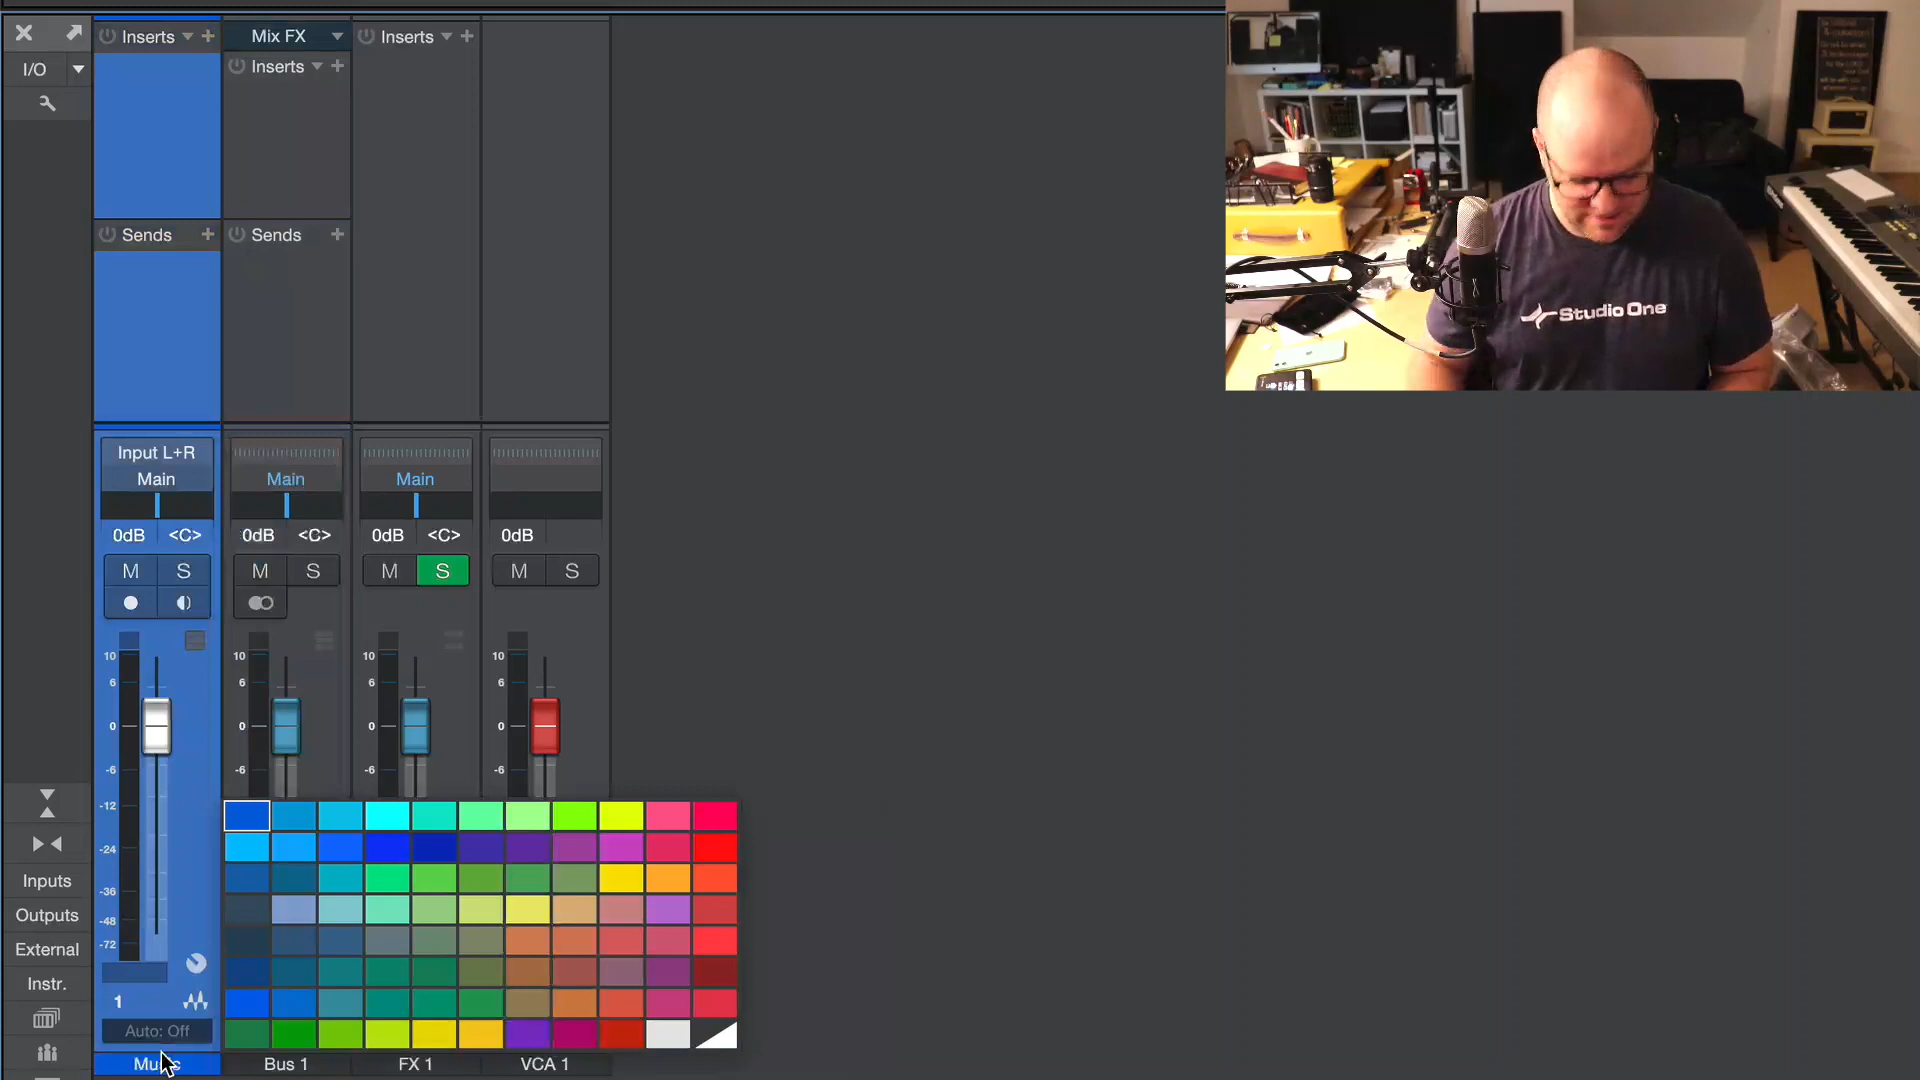 Inserts
Mix FX
Inserts
I/O
Inserts
Sends
Sends
Input L+R
Main
Main
Main
0dB <C>
0dB <C>
0dB <C>
0dB
M S
M S
M S
M S
10
6
0
-6
-12
-24
-36
-48
-72
10
6
0
-6
10
6
0
-6
10
6
0
-6
Inputs
Outputs
External
Instr.
1
Auto: Off
Bus 1
FX 1
VCA 1
Studio One